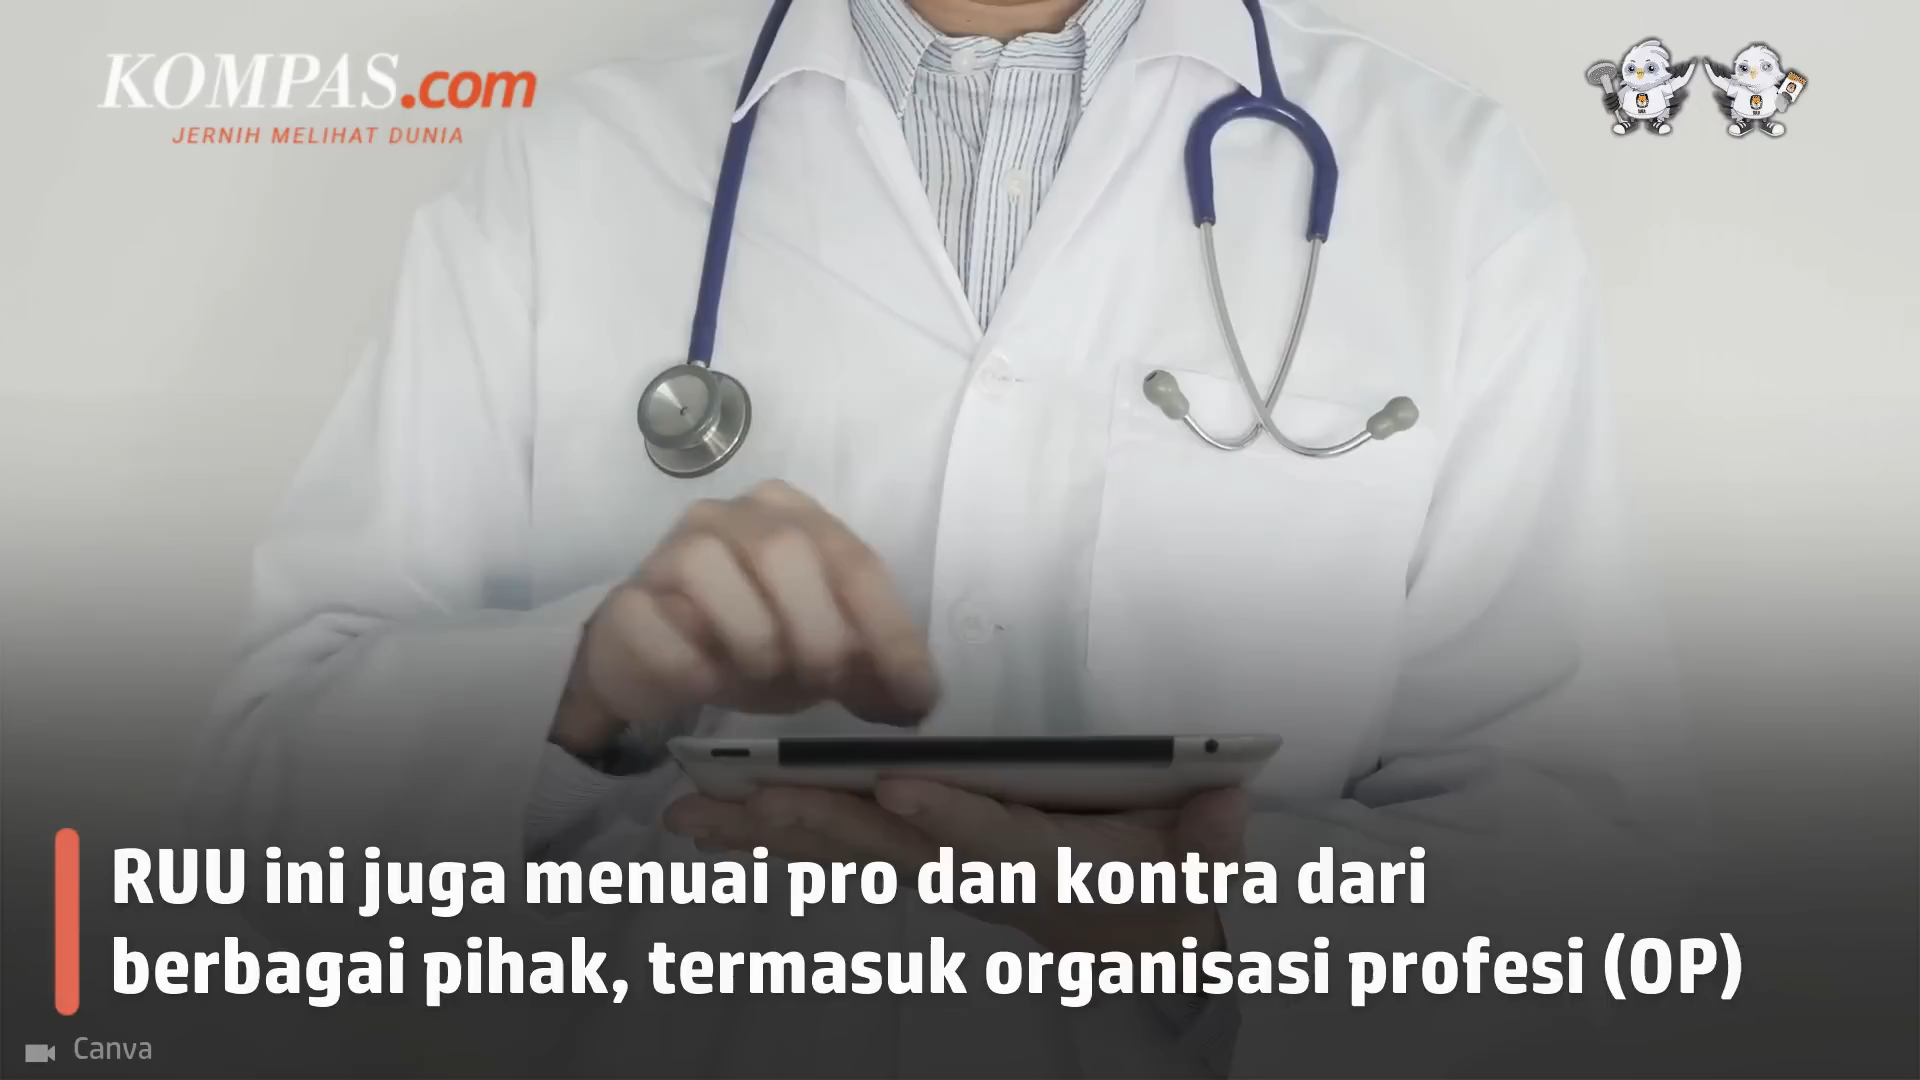 KOMPAS.com
JERNIH MELIHAT DUNIA
RUU ini juga menuai pro dan kontra dari
berbagai pihak, termasuk organisasi profesi (OP)
Canva